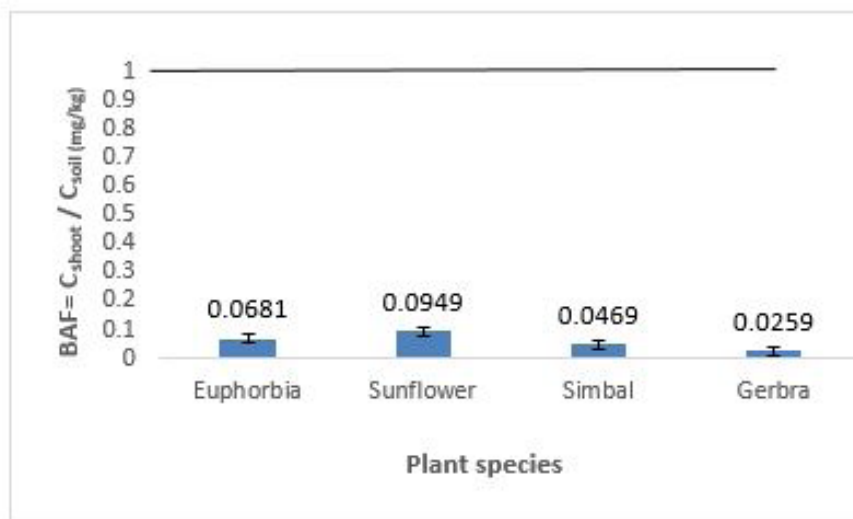 1
0.9
0.8
0.7
0.6
0.5
0.4
0.3
0.2
0.1
0
BAF= Cshoot / Csoil (mg/kg)
0.0681
0.0949
0.0469
0.0259
Euphorbia
Sunflower
Simbal
Gerbra
Plant species